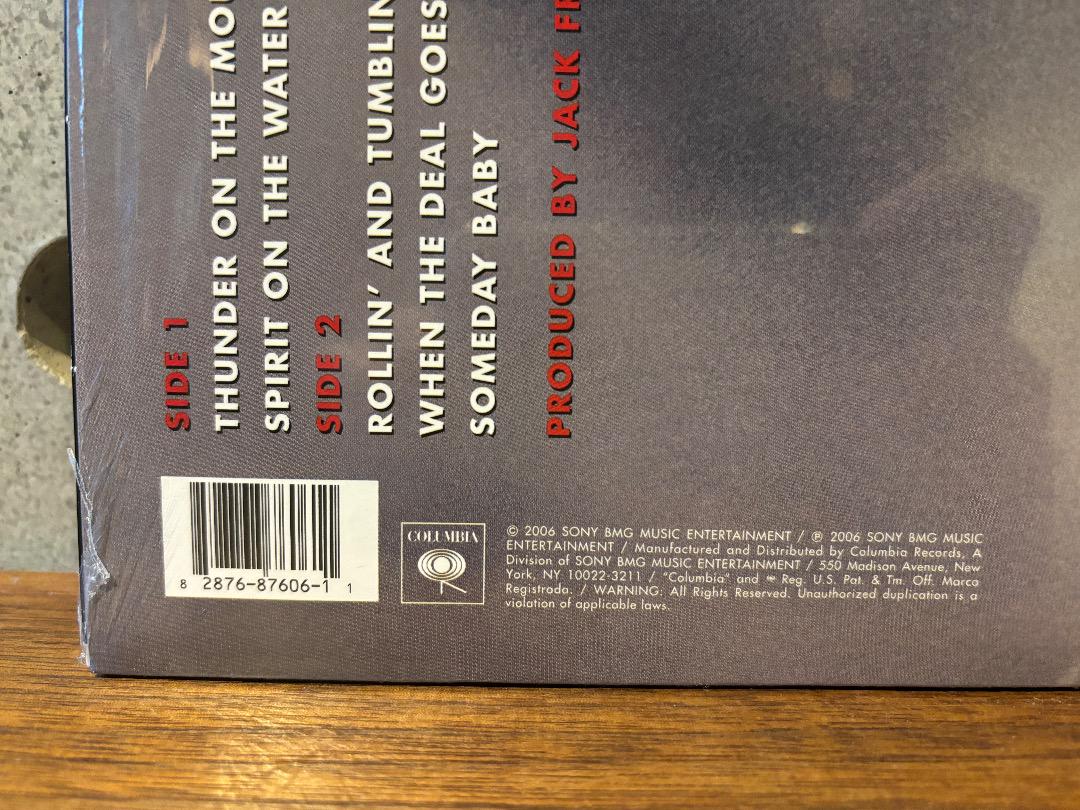 SIDE 1
THUNDER ON THE
SPIRIT ON THE WATER
SIDE 2
ROLLIN' AND
WHEN THE DEAL GOES
SOMEDAY BABY
PRODUCED BY JACK
8 2876-87606-1 1
COLUMBIA
© 2006 SONY BMG MUSIC ENTERTAINMENT / ℗ 2006 SONY BMG MUSIC
ENTERTAINMENT / Manufactured and Distributed by Columbia Records, A
Division of SONY BMG MUSIC ENTERTAINMENT / 550 Madison Avenue, New
York, NY 10022-3211 / "Columbia" and Reg. U.S. Pat. & Tm. Off. Marca
Registrada. / WARNING: All Rights Reserved. Unauthorized duplication is a
violation of applicable laws.